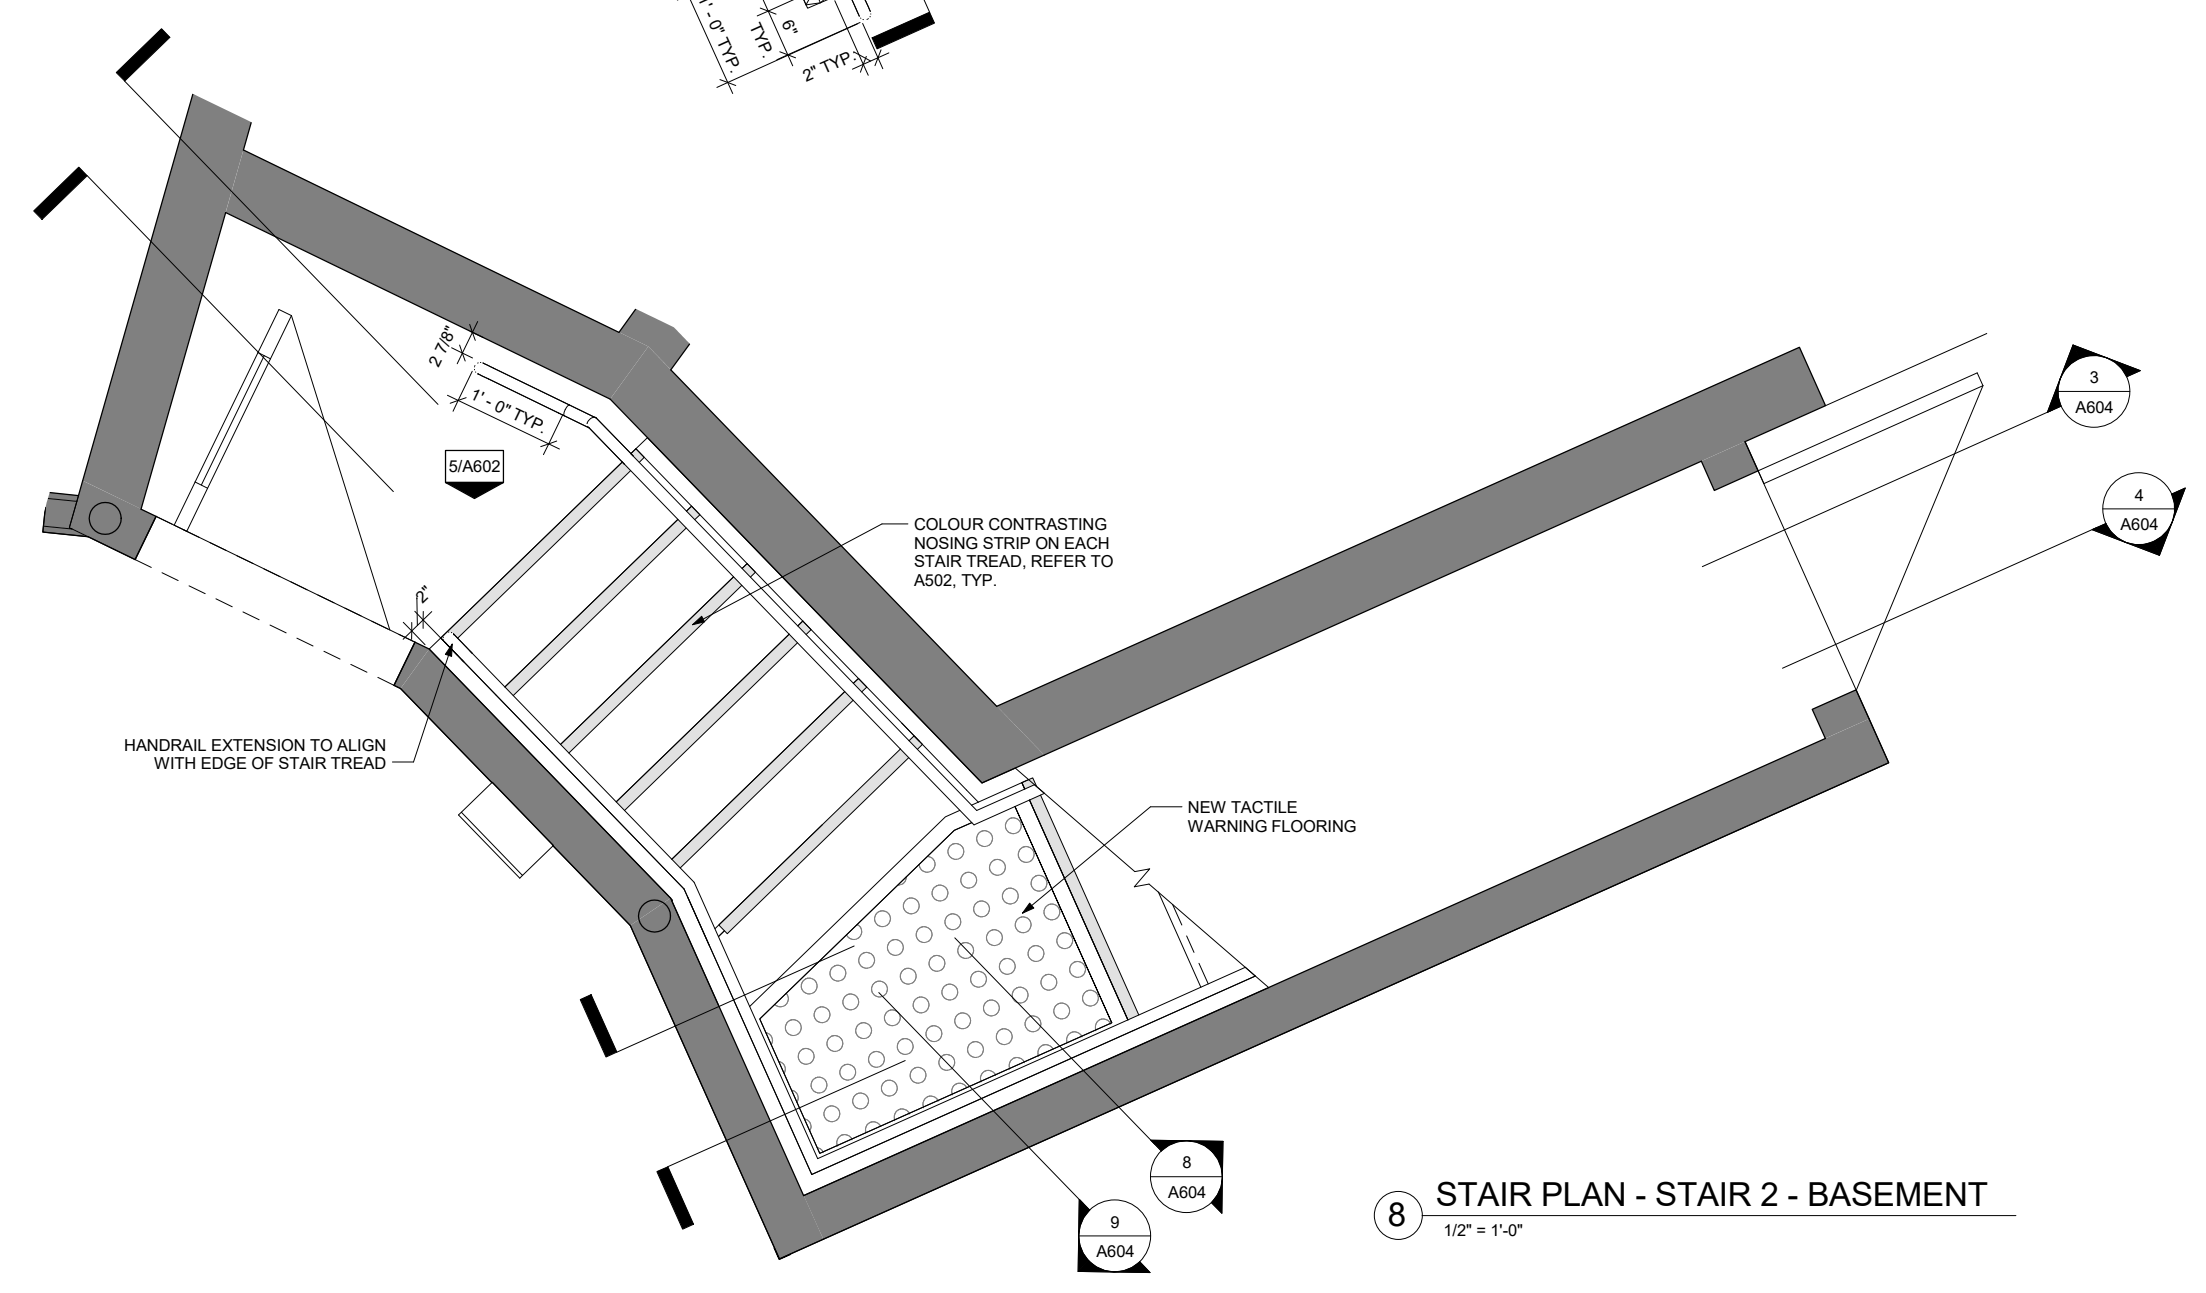 1' - 0" TYP.
TYP.
6"
2" TYP.
2 7/8"
1' - 0" TYP.
5/A602
3
A604
4
A604
COLOUR CONTRASTING
NOSING STRIP ON EACH
STAIR TREAD, REFER TO
A502, TYP.
2"
HANDRAIL EXTENSION TO ALIGN
WITH EDGE OF STAIR TREAD
NEW TACTILE
WARNING FLOORING
8
A604
9
A604
8
STAIR PLAN - STAIR 2 - BASEMENT
1/2" = 1'-0"